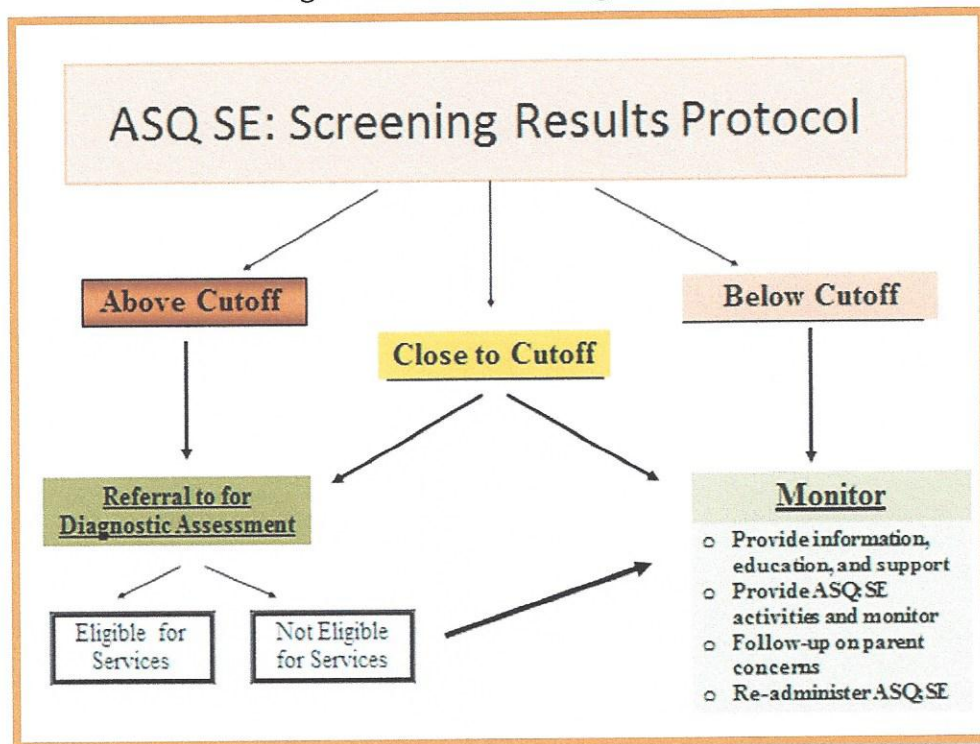 ASQ SE: Screening Results Protocol
Above Cutoff
Close to Cutoff
Below Cutoff
Referral to for
Diagnostic Assessment
Eligible for
Services
Not Eligible
for Services
Monitor
o Provide information,
education, and support
o Provide ASQ:SE
activities and monitor
o Follow-up on parent
concerns
o Re-administer ASQ:SE